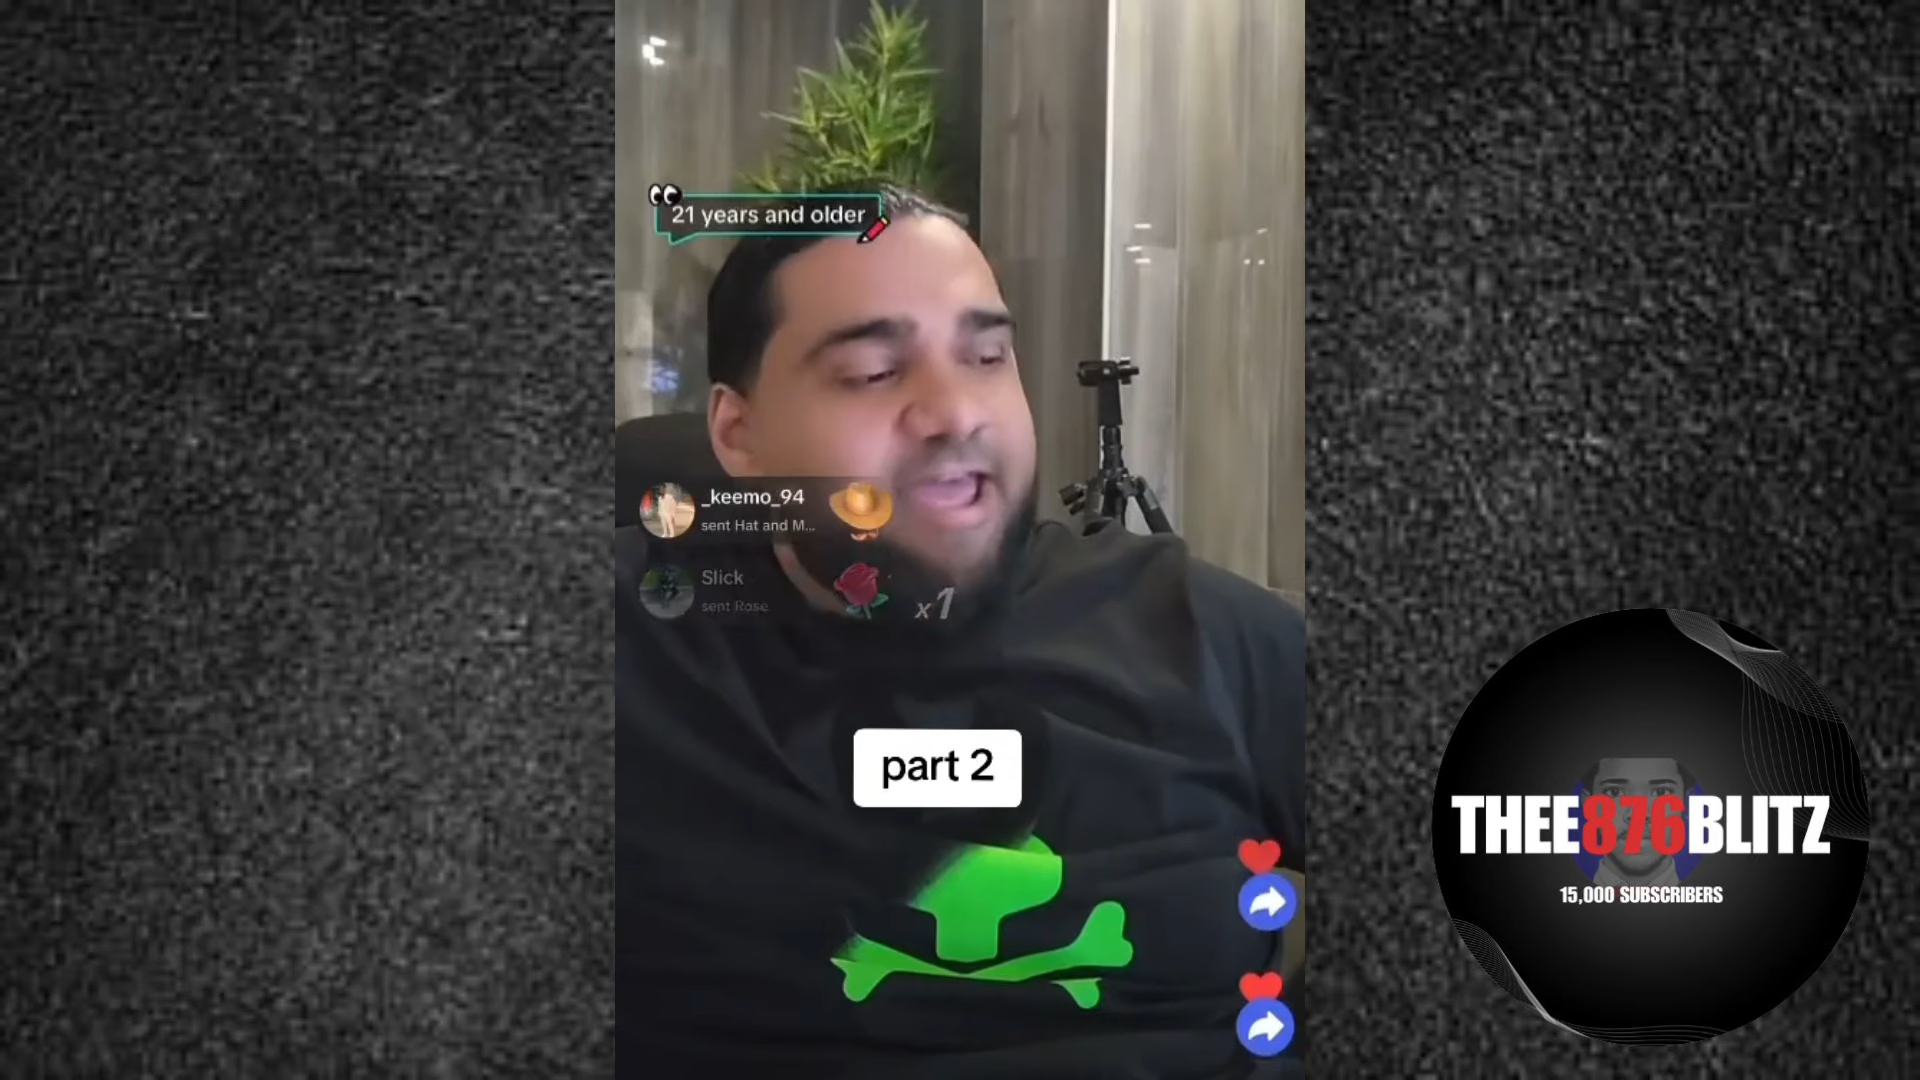 21 years and older
_keemo_94
sent Hat and M...
Slick
sent Rose
x1
part 2
THEE876BLITZ
15,000 SUBSCRIBERS